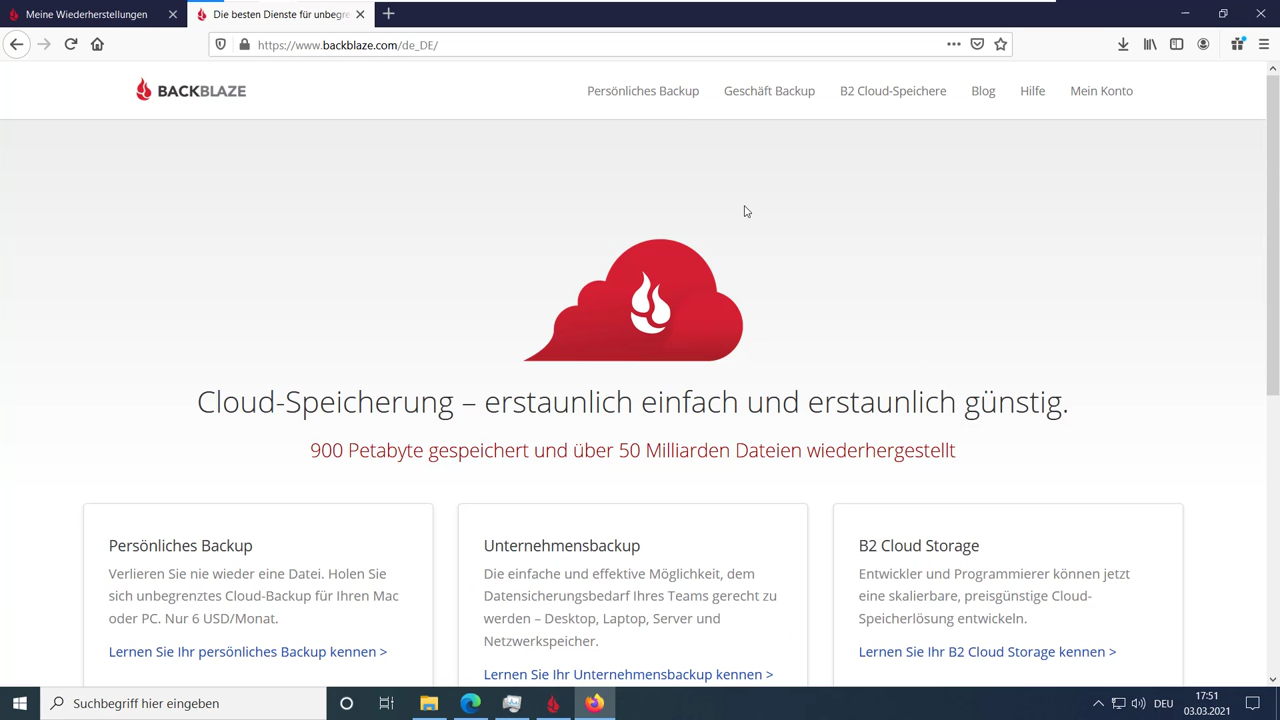 Meine Wiederherstellungen
Die besten Dienste für unbegre
https://www.backblaze.com/de_DE/
BACKBLAZE
Persönliches Backup
Geschäft Backup
B2 Cloud-Speichere
Blog
Hilfe
Mein Konto
Cloud-Speicherung – erstaunlich einfach und erstaunlich günstig.
900 Petabyte gespeichert und über 50 Milliarden Dateien wiederhergestellt
Persönliches Backup
Verlieren Sie nie wieder eine Datei. Holen Sie
sich unbegrenztes Cloud-Backup für Ihren Mac
oder PC. Nur 6 USD/Monat.
Lernen Sie Ihr persönliches Backup kennen >
Unternehmensbackup
Die einfache und effektive Möglichkeit, dem
Datensicherungsbedarf Ihres Teams gerecht zu
werden – Desktop, Laptop, Server und
Netzwerkspeicher.
Lernen Sie Ihr Unternehmensbackup kennen >
B2 Cloud Storage
Entwickler und Programmierer können jetzt
eine skalierbare, preisgünstige Cloud-
Speicherlösung entwickeln.
Lernen Sie Ihr B2 Cloud Storage kennen >
Suchbegriff hier eingeben
DEU
17:51
03.03.2021